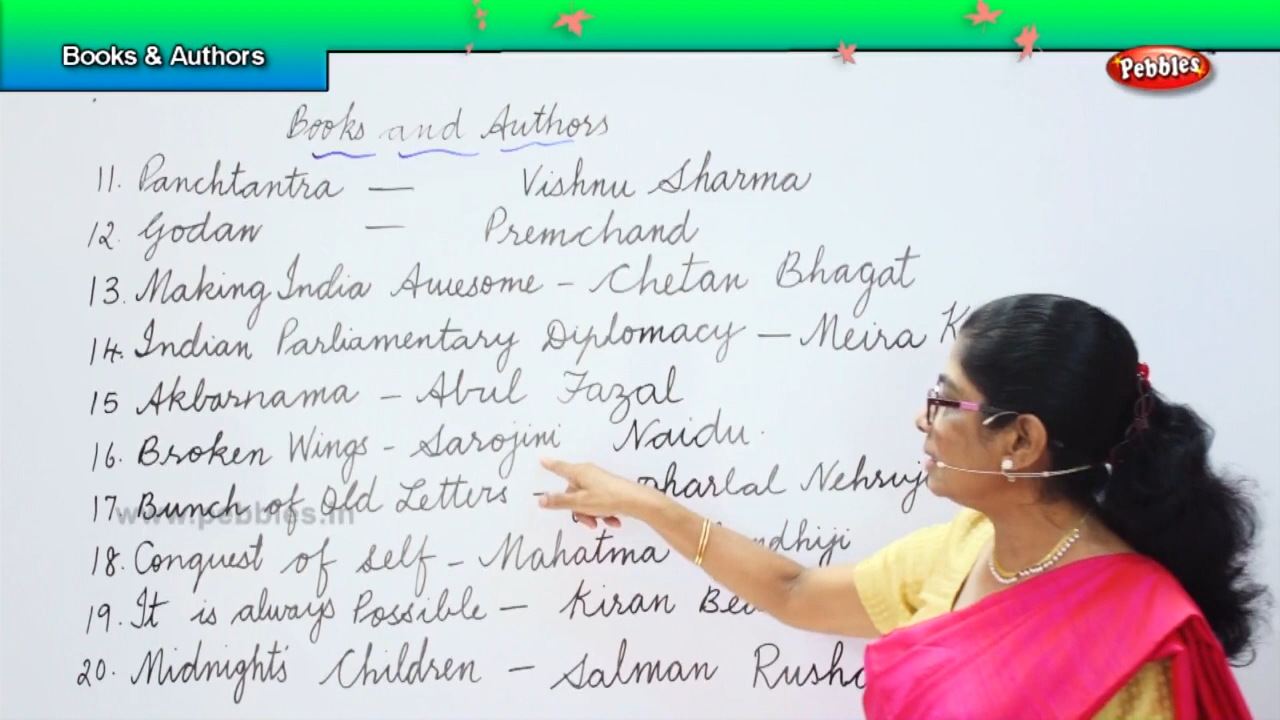 Books & Authors
Pebbles
Books and Authors
11. Panchtantra — Vishnu Sharma
12. Godan — Premchand
13. Making India Awesome - Chetan Bhagat
14. Indian Parliamentary Diplomacy — Meira
15 Akbarnama - Abul Fazal
16. Broken Wings - Sarojini Naidu.
17. Bunch of Old Letters -
www.pebbles.in
18. Conquest of self - Mahatma
19. It is always Possible - Kiran
20. Midnight's Children - Salman